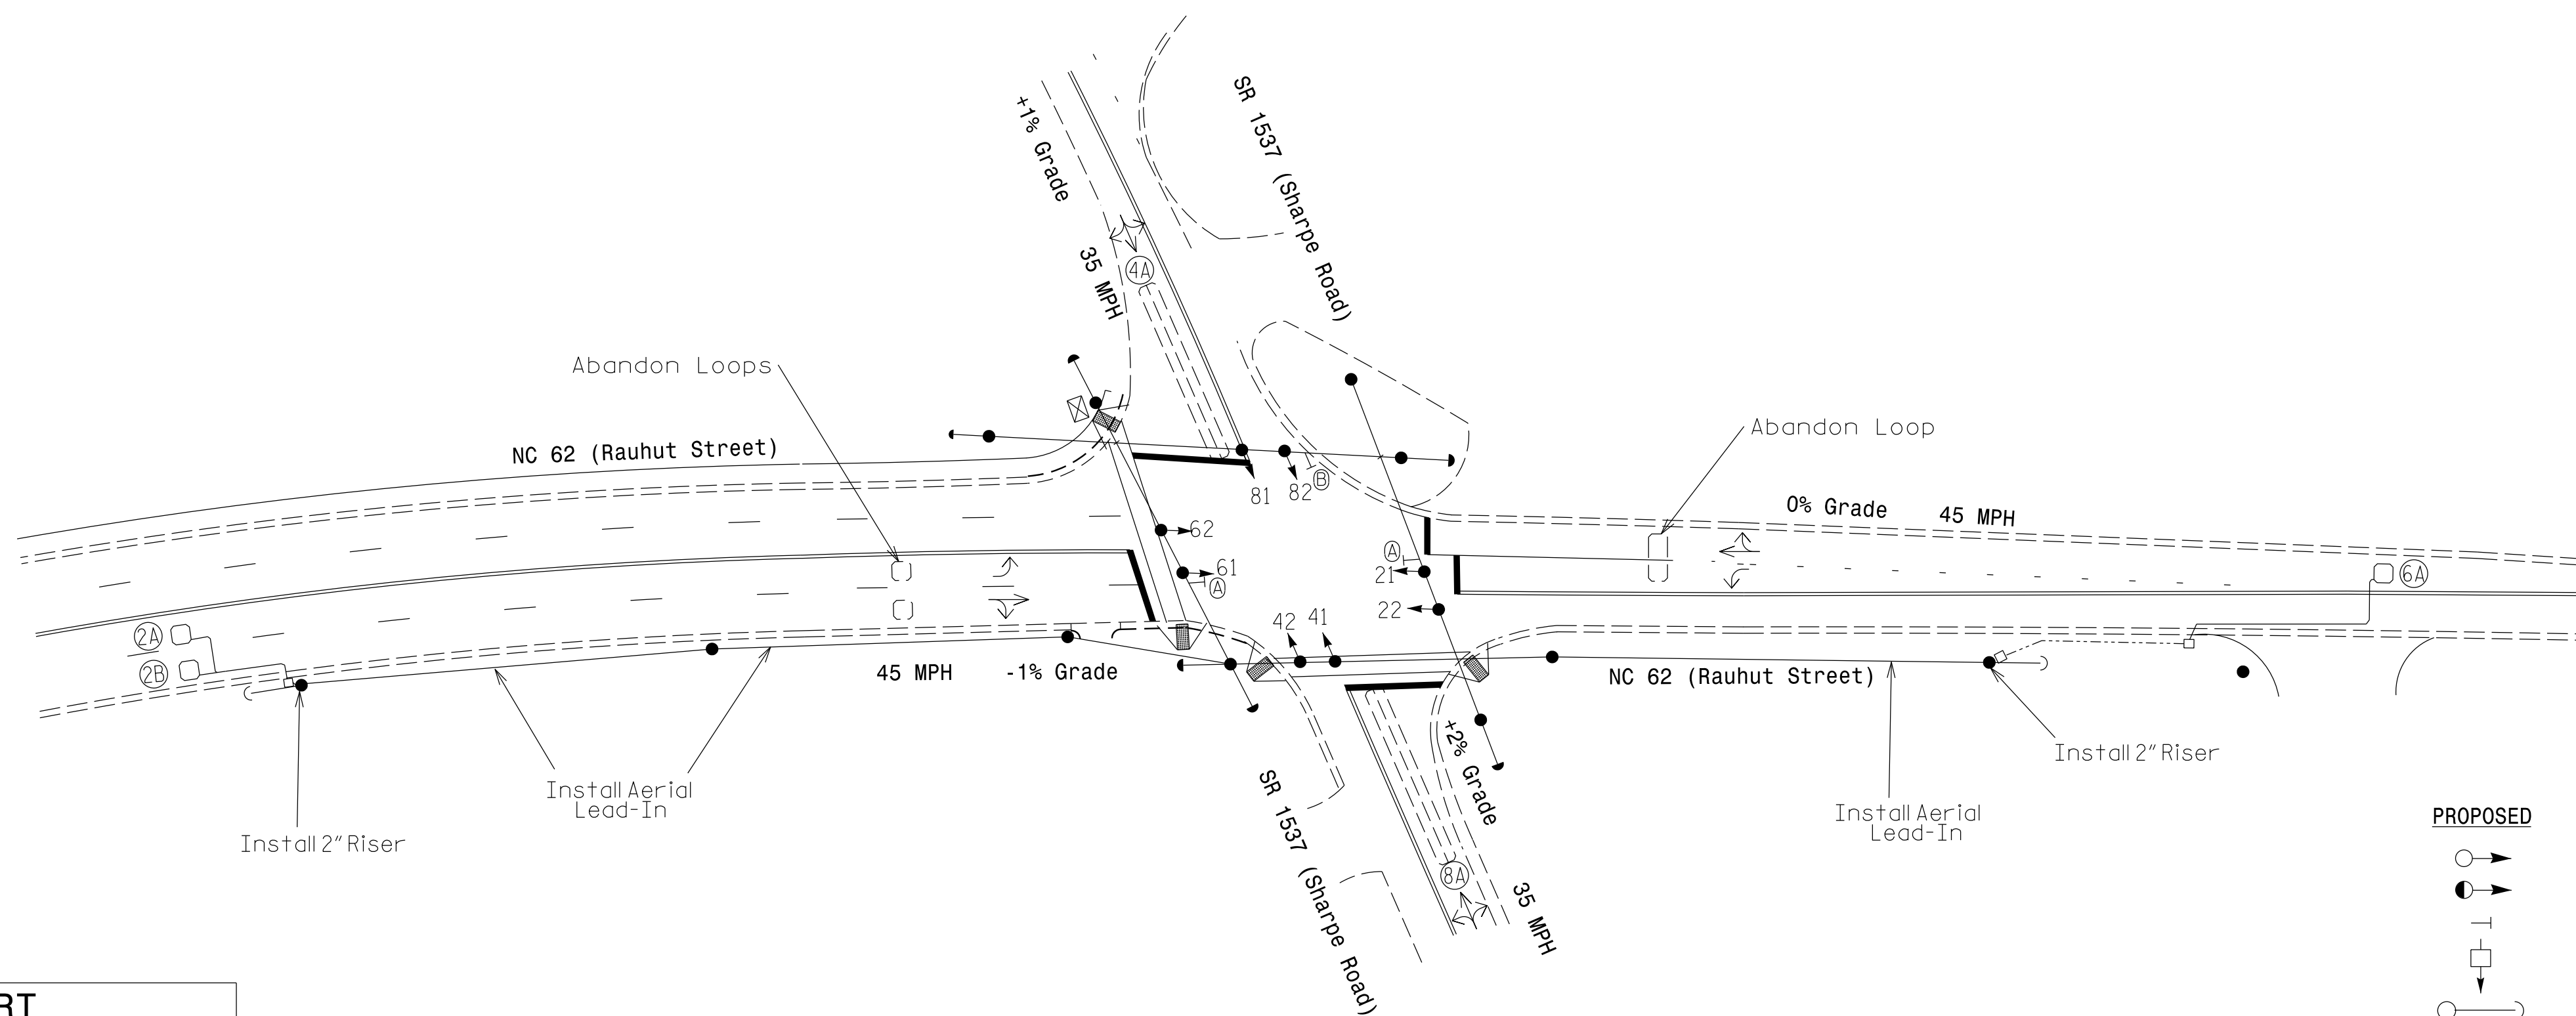 +1% Grade
35 MPH
SR 1537 (Sharpe Road)
4A
Abandon Loops
NC 62 (Rauhut Street)
Abandon Loop
0% Grade 45 MPH
81
82
B
62
61
A
A
21
22
42
41
6A
2A
2B
45 MPH -1% Grade
NC 62 (Rauhut Street)
+2% Grade
35 MPH
8A
SR 1537 (Sharpe Road)
Install Aerial
Lead-In
Install 2" Riser
Install 2" Riser
Install Aerial
Lead-In
PROPOSED
RT